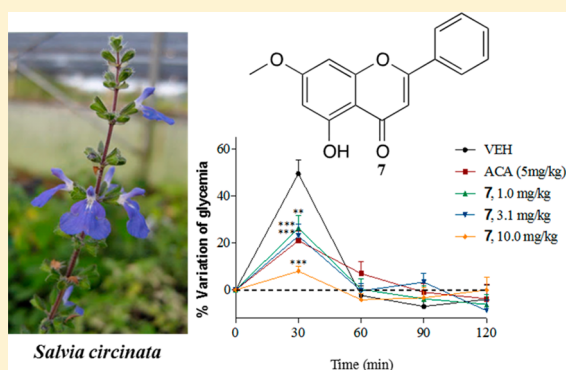 Salvia circinata
O
O
OH
O
7
% Variation of glycemia
60
40
20
0
**
***
***
***
0
30
60
90
120
Time (min)
VEH
ACA (5mg/kg)
7, 1.0 mg/kg
7, 3.1 mg/kg
7, 10.0 mg/kg